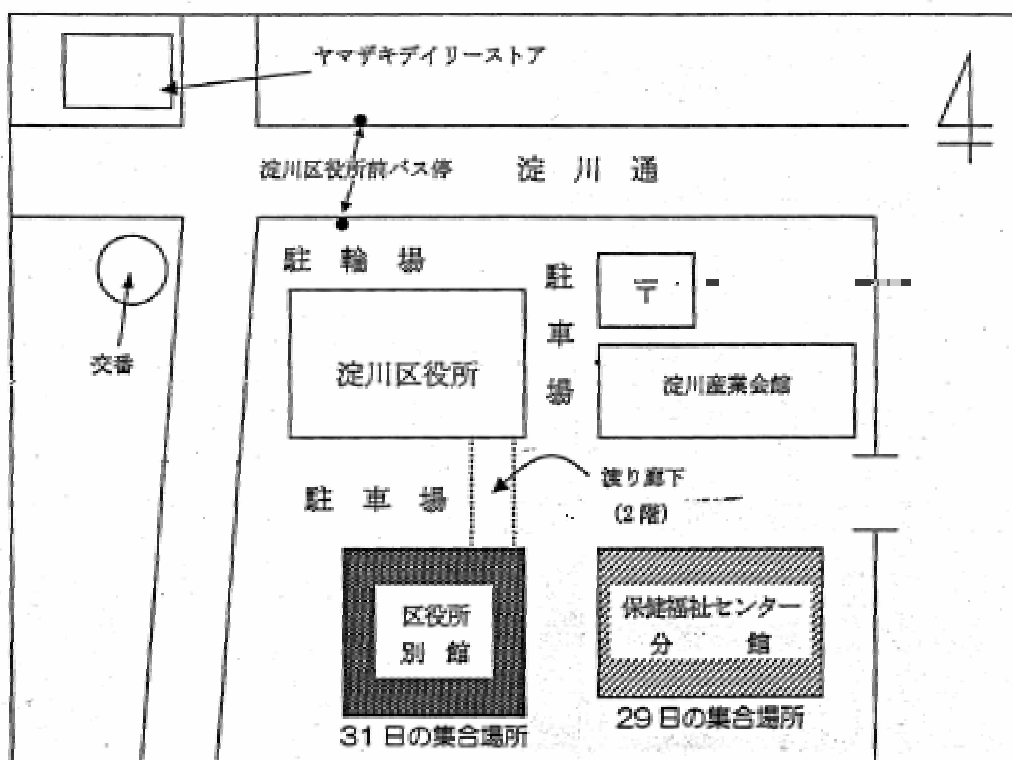 ヤマザキデイリーストア
淀川区役所前バス停
淀川通
駐輪場
駐車場
〒
交番
淀川区役所
淀川産業会館
渡り廊下
(2階)
駐車場
区役所
別館
保健福祉センター
分館
31日の集合場所
29日の集合場所